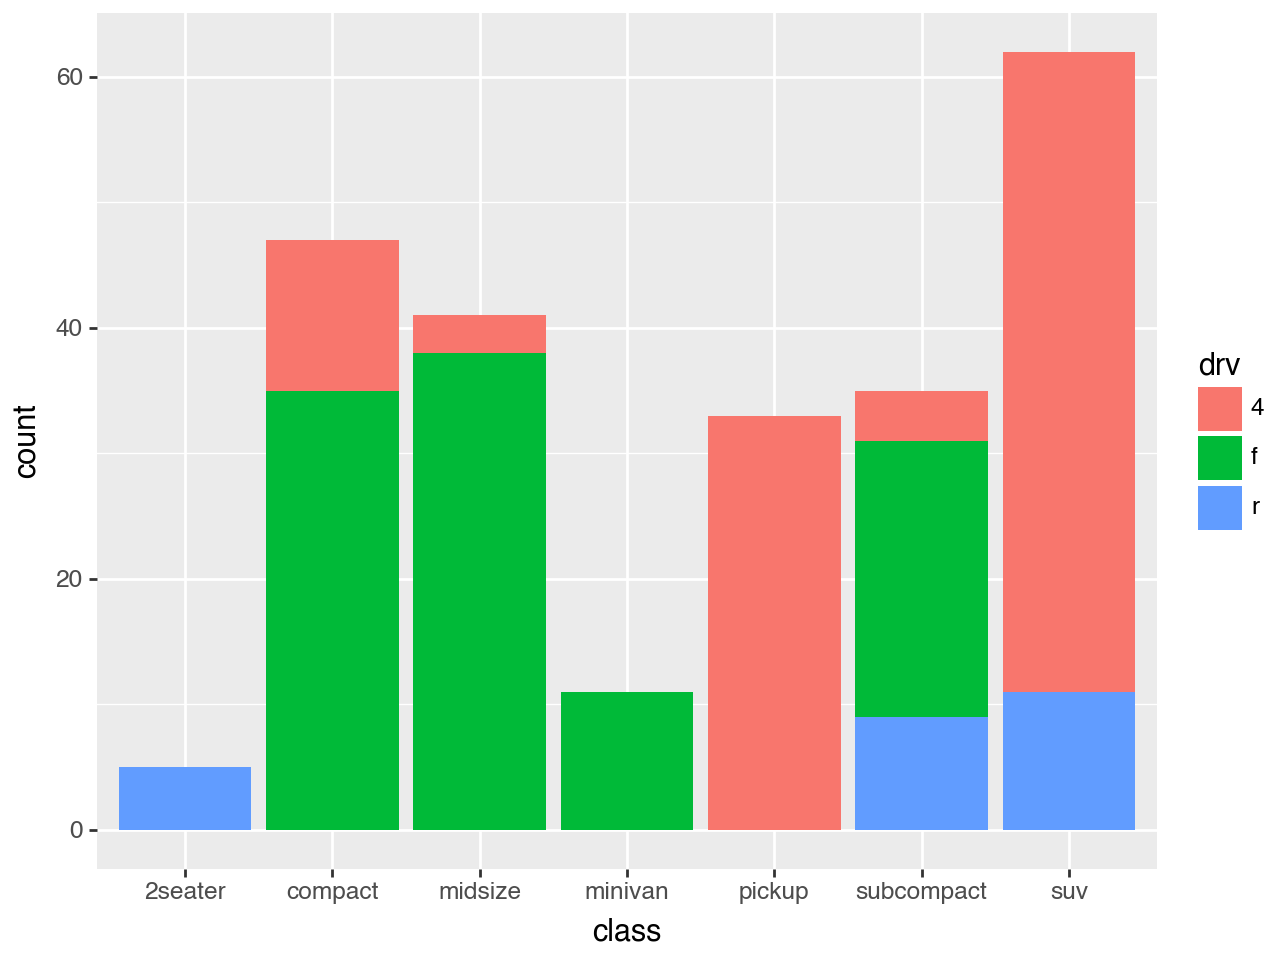 60
40
20
0
count
2seater compact midsize minivan pickup subcompact suv
class
drv
4
f
r